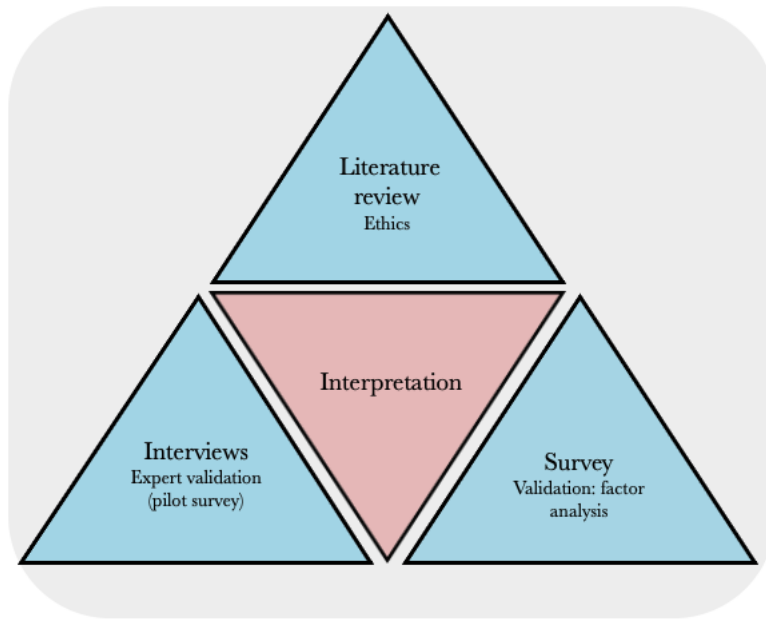 Literature
review
Ethics
Interpretation
Interviews
Expert validation
(pilot survey)
Survey
Validation: factor
analysis